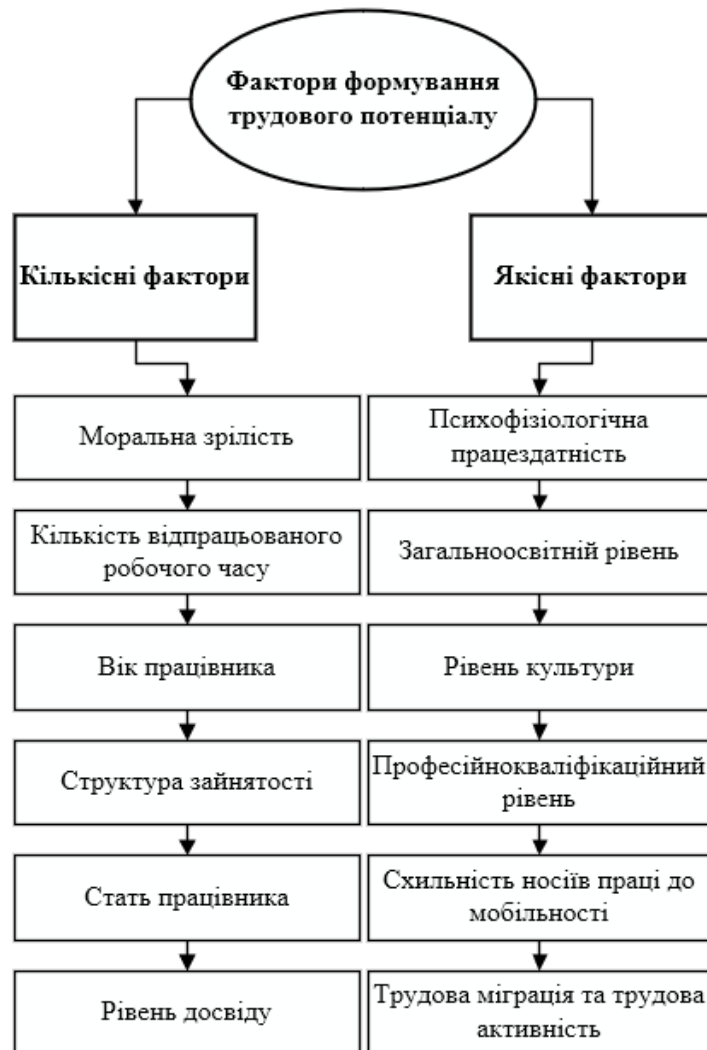 Фактори формування
трудового потенціалу
Кількісні фактори
Якісні фактори
Моральна зрілість
Кількість відпрацьованого
робочого часу
Вік працівника
Структура зайнятості
Стать працівника
Рівень досвіду
Психофізіологічна
працездатність
Загальноосвітній рівень
Рівень культури
Професійнокваліфікаційний
рівень
Схильність носіїв праці до
мобільності
Трудова міграція та трудова
активність